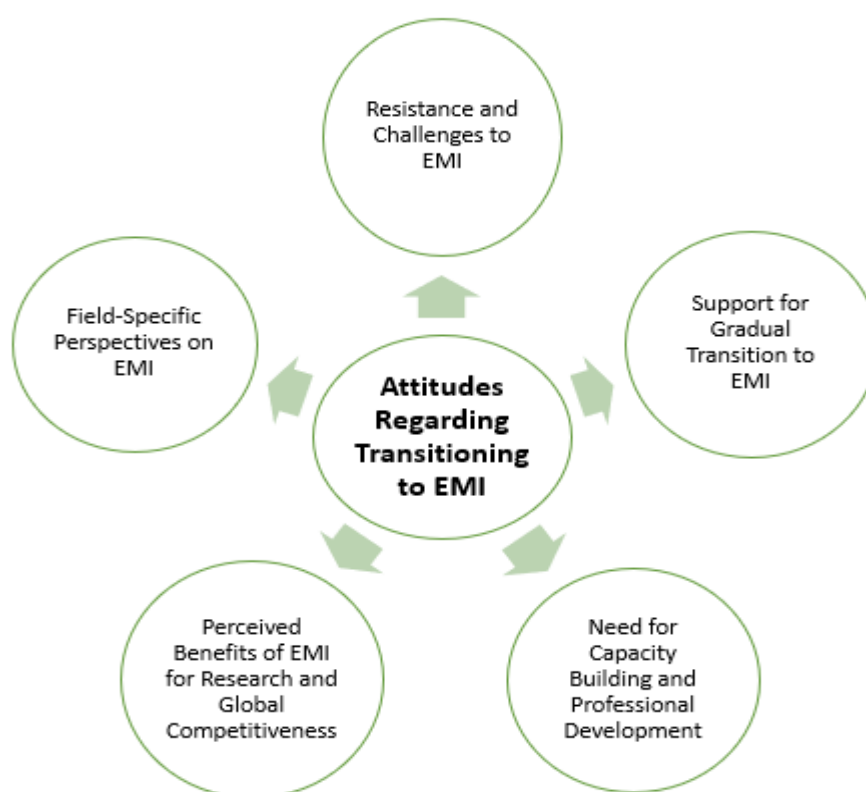 Resistance and
Challenges to
EMI
Field-Specific
Perspectives on
EMI
Support for
Gradual
Transition to
EMI
Attitudes
Regarding
Transitioning
to EMI
Perceived
Benefits of EMI
for Research and
Global
Competitiveness
Need for
Capacity
Building and
Professional
Development